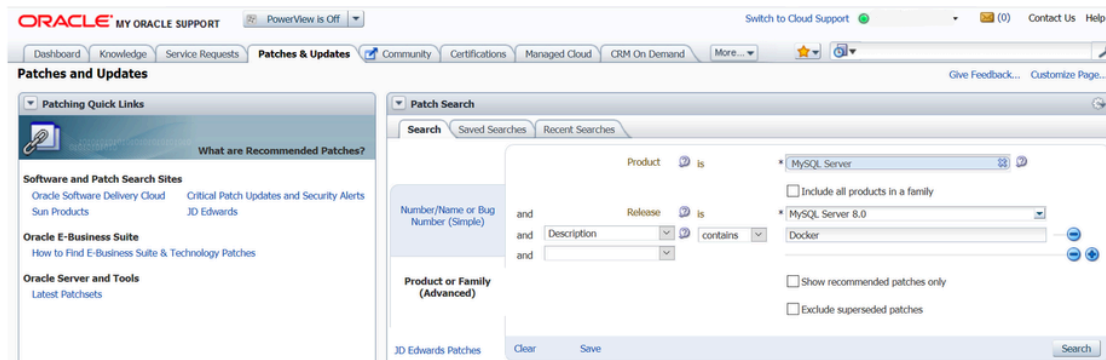 ORACLE MY ORACLE SUPPORT PowerView is Off Switch to Cloud Support (0) Contact Us Help
Dashboard Knowledge Service Requests Patches & Updates Community Certifications Managed Cloud CRM On Demand More...
Patches and Updates Give Feedback... Customize Page...
Patching Quick Links
What are Recommended Patches?
Software and Patch Search Sites
Oracle Software Delivery Cloud Critical Patch Updates and Security Alerts
Sun Products JD Edwards
Oracle E-Business Suite
How to Find E-Business Suite & Technology Patches
Oracle Server and Tools
Latest Patchsets
Patch Search
Search Saved Searches Recent Searches
Number/Name or Bug
Number (Simple)
Product or Family
(Advanced)
JD Edwards Patches
Product is * MySQL Server
Include all products in a family
and Release is * MySQL Server 8.0
and Description contains Docker
and
Show recommended patches only
Exclude superseded patches
Clear Save Search